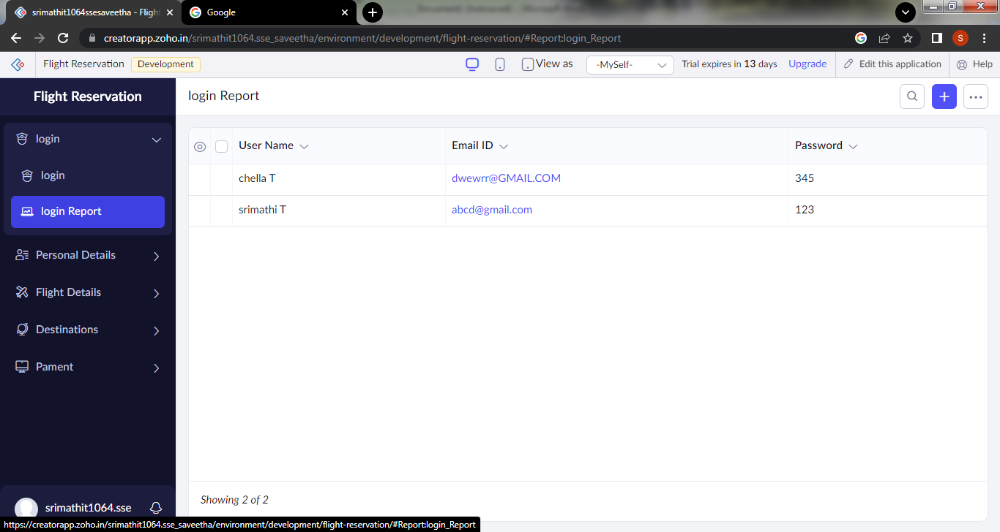 srimathit1064ssesaveetha - Fligh
Google
creatorapp.zoho.in/srimathit1064.sse_saveetha/environment/development/flight-reservation/#Report:login_Report
S
Flight Reservation Development View as -MySelf- Trial expires in 13 days Upgrade Edit this application Help
Flight Reservation
login Report
login
login
login Report
Personal Details
Flight Details
Destinations
Pament
User Name Email ID Password
chella T dwewrr@GMAIL.COM 345
srimathi T abcd@gmail.com 123
Showing 2 of 2
srimathit1064.sse
https://creatorapp.zoho.in/srimathit1064.sse_saveetha/environment/development/flight-reservation/#Report:login_Report